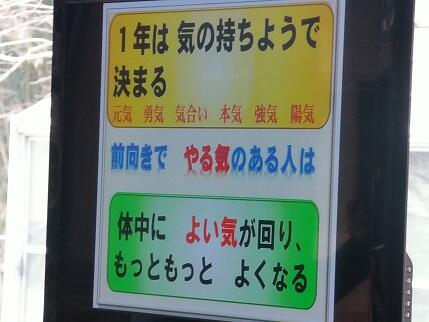 １年は 気の持ちようで
決まる
元気 勇気 気合い 本気 強気 陽気
前向きで やる気のある人は
体中に よい気が回り、
もっともっと よくなる